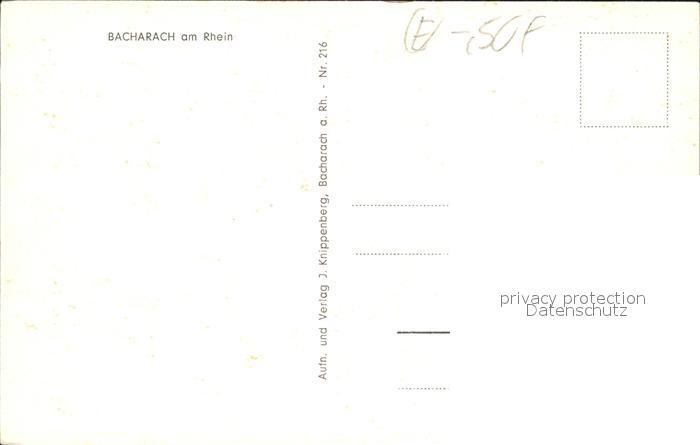 BACHARACH am Rhein
Aufn. und Verlag J. Knippenberg, Bacharach a. Rh. - Nr. 216
privacy protection
Datenschutz